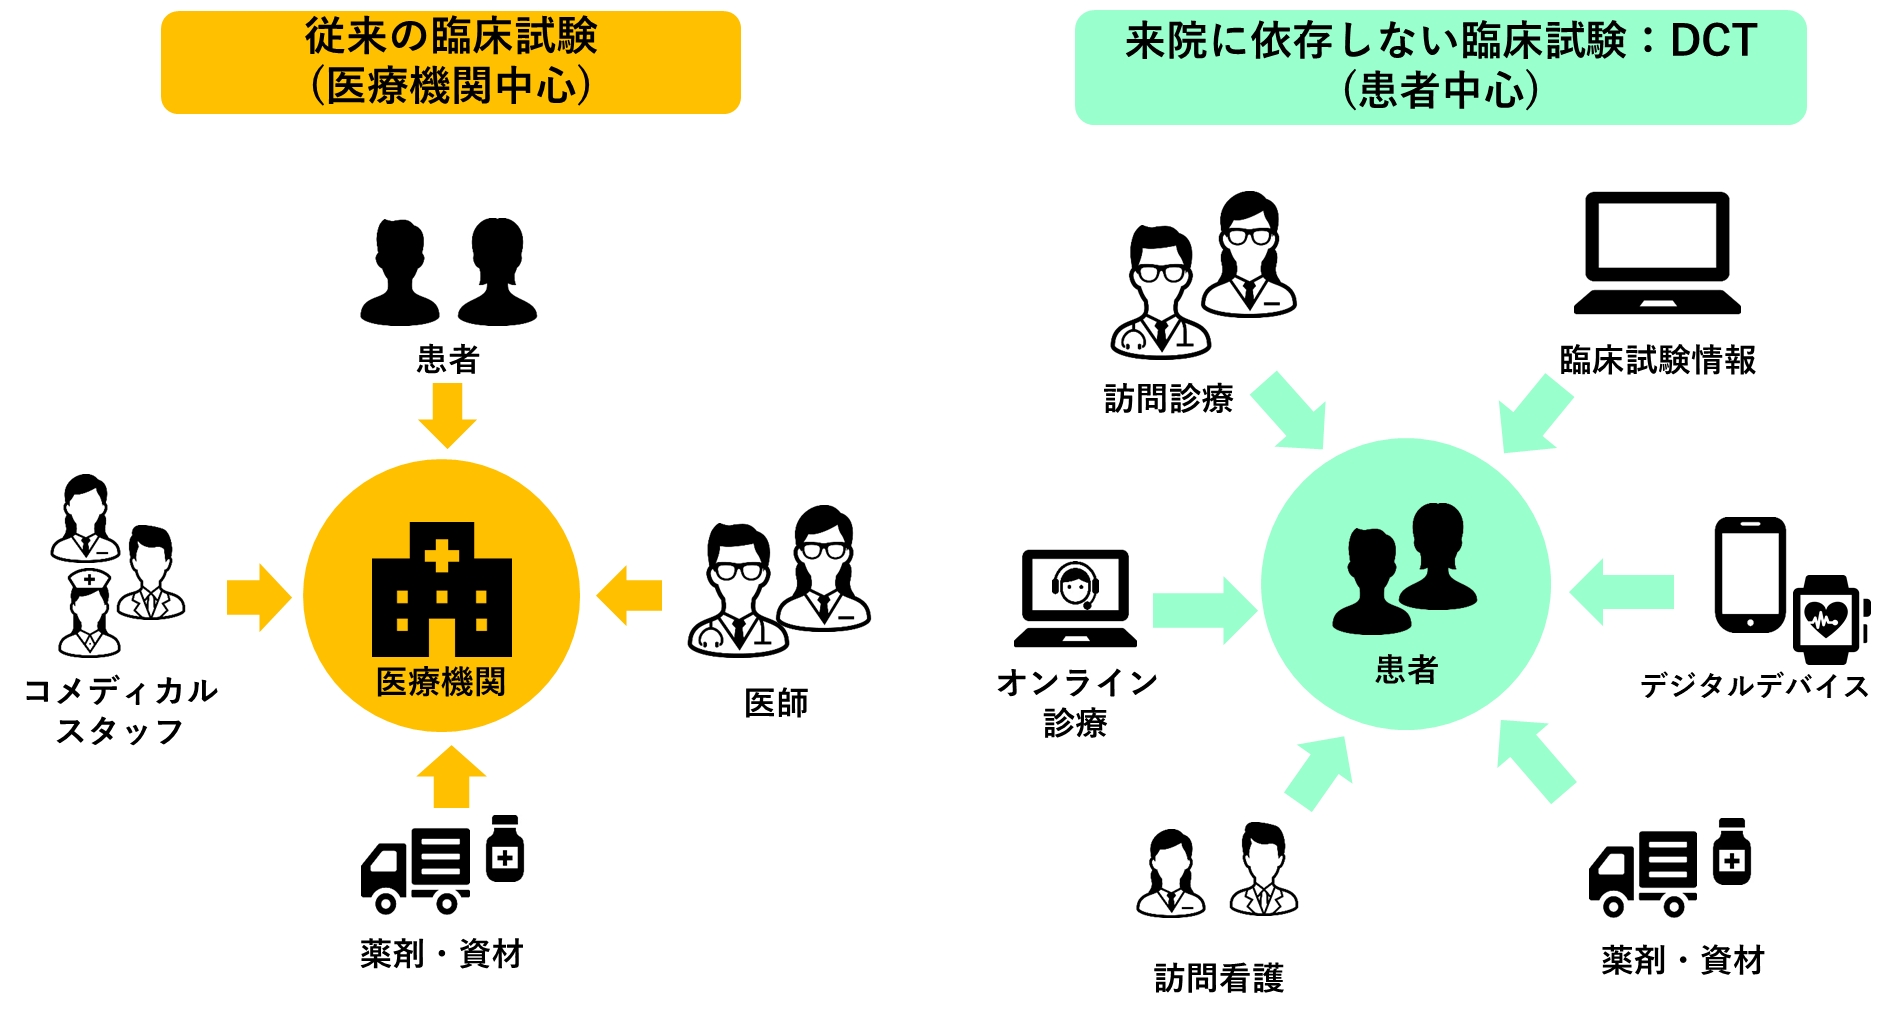 従来の臨床試験
(医療機関中心)
患者
コメディカル
スタッフ
医療機関
医師
薬剤・資材
来院に依存しない臨床試験：DCT
(患者中心)
訪問診療
臨床試験情報
オンライン
診療
患者
デジタルデバイス
訪問看護
薬剤・資材